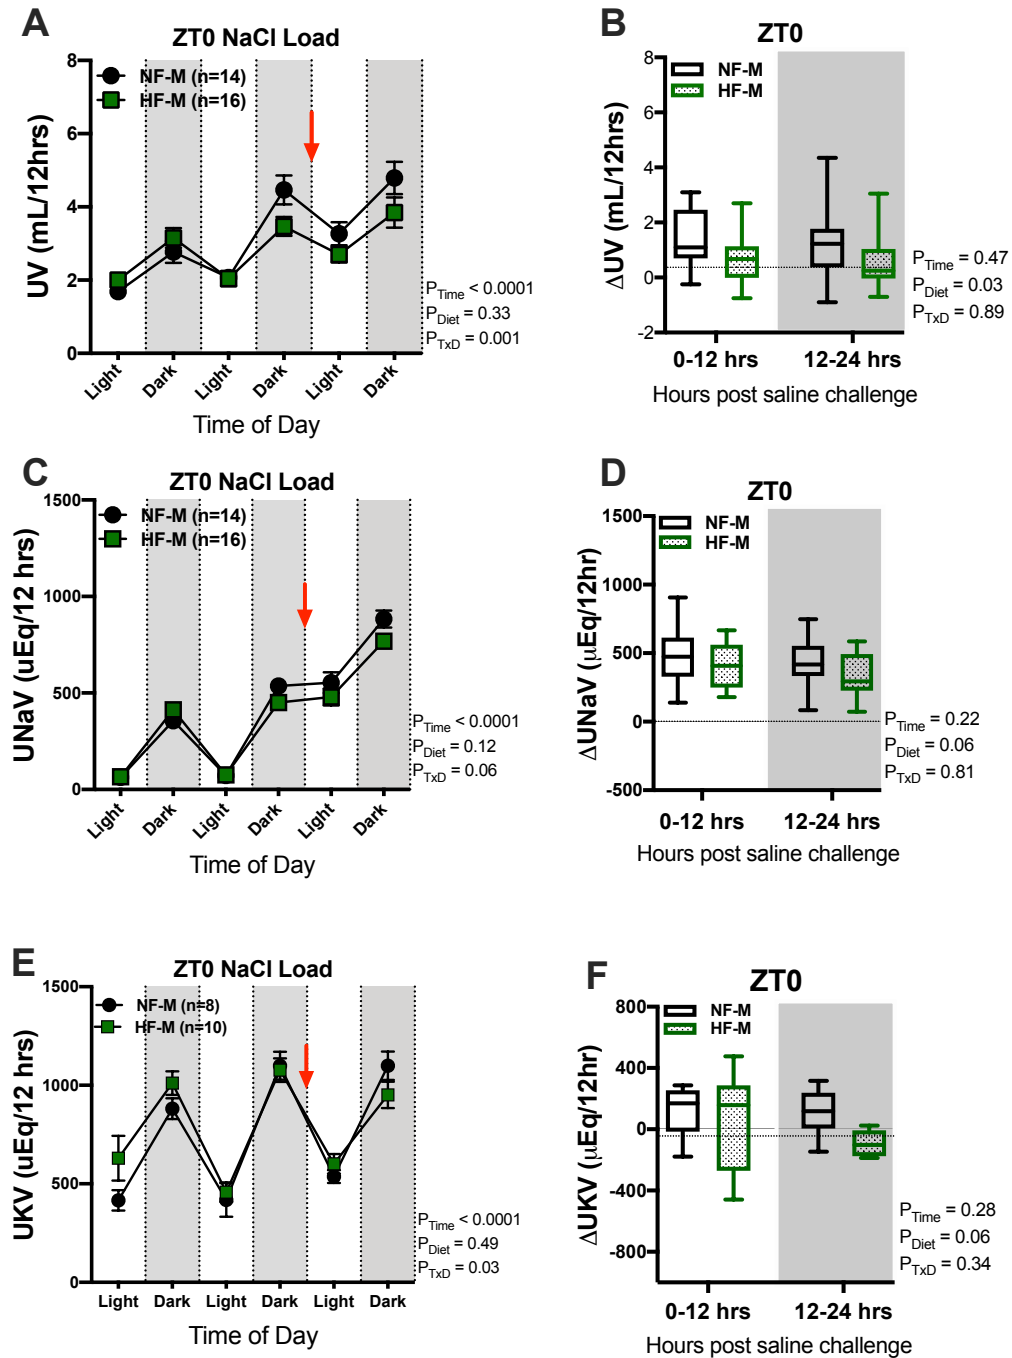 A
ZT0 NaCl Load
NF-M (n=14)
HF-M (n=16)
UV (mL/12hrs)
8
6
4
2
0
Light
Dark
Light
Dark
Light
Dark
Time of Day
PTime < 0.0001
PDiet = 0.33
PTxD = 0.001
B
ZT0
NF-M
HF-M
ΔUV (mL/12hrs)
8
6
4
2
0
-2
0-12 hrs
12-24 hrs
Hours post saline challenge
PTime = 0.47
PDiet = 0.03
PTxD = 0.89
C
ZT0 NaCl Load
NF-M (n=14)
HF-M (n=16)
UNaV (uEq/12 hrs)
1500
1000
500
0
Light
Dark
Light
Dark
Light
Dark
Time of Day
PTime < 0.0001
PDiet = 0.12
PTxD = 0.06
D
ZT0
NF-M
HF-M
ΔUNaV (μEq/12hr)
1500
1000
500
0
-500
0-12 hrs
12-24 hrs
Hours post saline challenge
PTime = 0.22
PDiet = 0.06
PTxD = 0.81
E
ZT0 NaCl Load
NF-M (n=8)
HF-M (n=10)
UKV (uEq/12 hrs)
1500
1000
500
0
Light
Dark
Light
Dark
Light
Dark
Time of Day
PTime < 0.0001
PDiet = 0.49
PTxD = 0.03
F
ZT0
NF-M
HF-M
ΔUKV (μEq/12hr)
800
400
0
-400
-800
0-12 hrs
12-24 hrs
Hours post saline challenge
PTime = 0.28
PDiet = 0.06
PTxD = 0.34